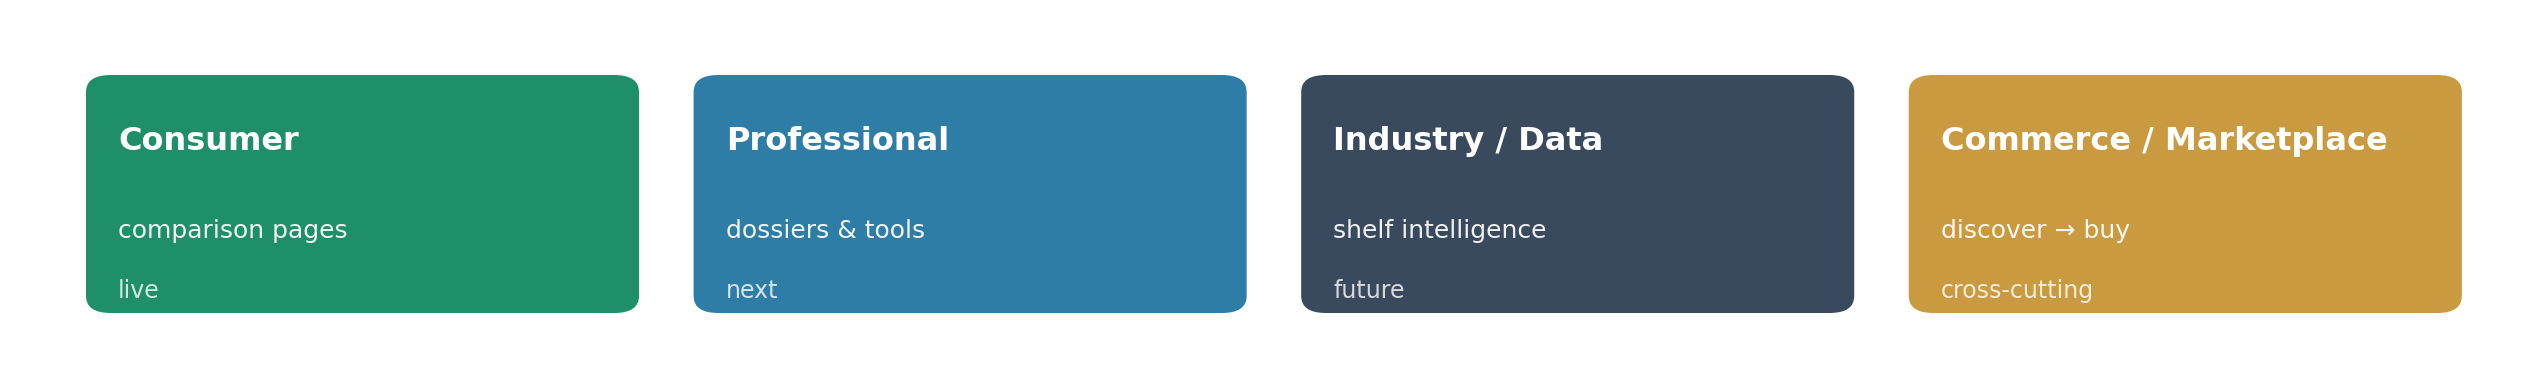 Consumer
comparison pages
live
Professional
dossiers & tools
next
Industry / Data
shelf intelligence
future
Commerce / Marketplace
discover → buy
cross-cutting